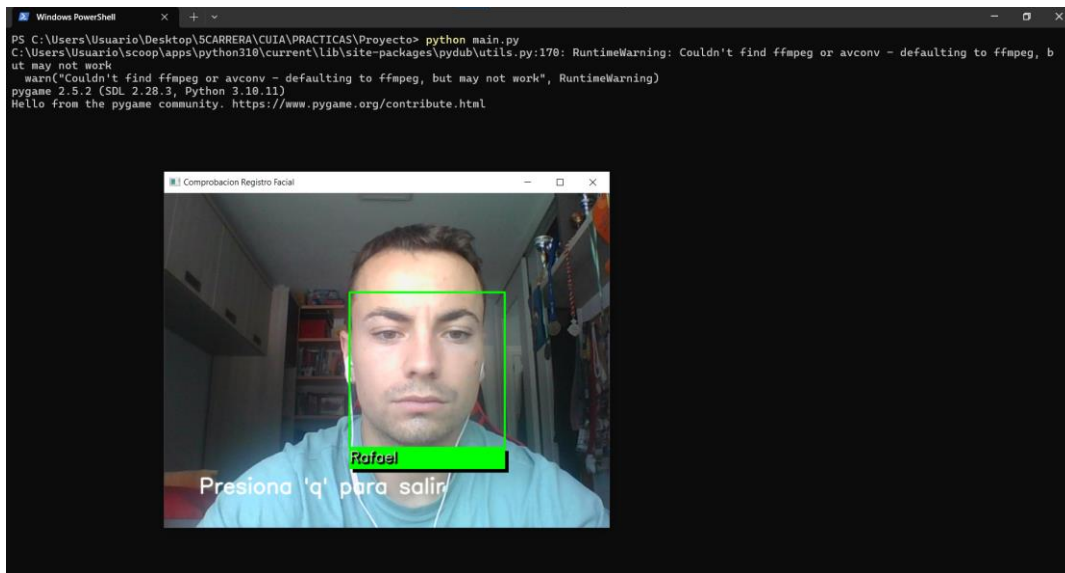 Windows PowerShell
PS C:\Users\Usuario\Desktop\5CARRERA\CUIA\PRACTICAS\Proyecto> python main.py
C:\Users\Usuario\scoop\apps\python310\current\lib\site-packages\pydub\utils.py:170: RuntimeWarning: Couldn't find ffmpeg or avconv - defaulting to ffmpeg, b
ut may not work
warn("Couldn't find ffmpeg or avconv - defaulting to ffmpeg, but may not work", RuntimeWarning)
pygame 2.5.2 (SDL 2.28.3, Python 3.10.11)
Hello from the pygame community. https://www.pygame.org/contribute.html
Comprobacion Registro Facial
Rafael
Presiona 'q' para salir